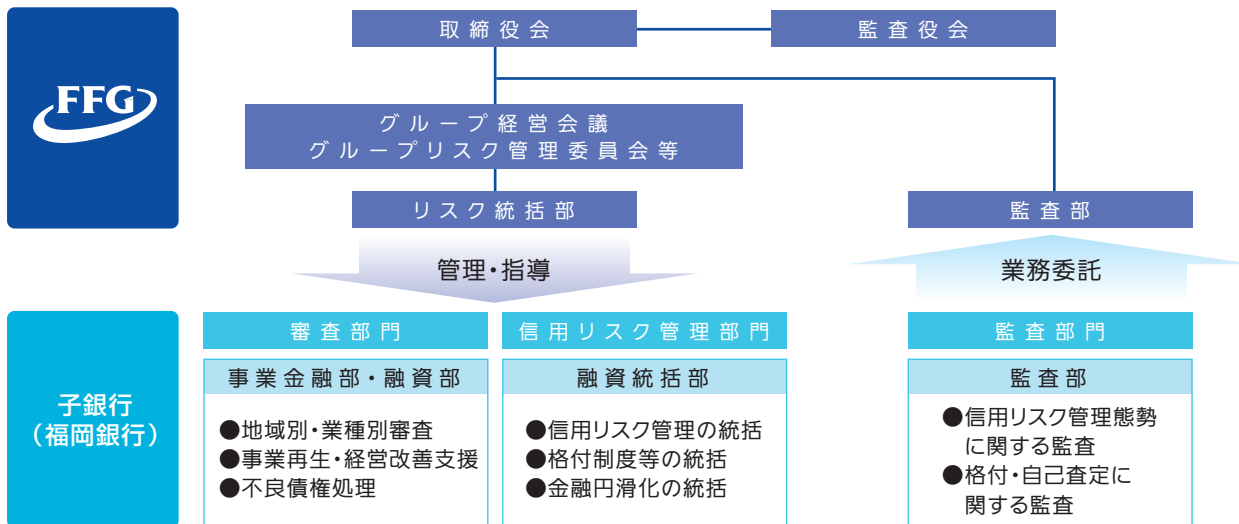 FFG
取締役会
監査役会
グループ経営会議
グループリスク管理委員会等
リスク統括部
監査部
管理・指導
業務委託
子銀行
（福岡銀行）
審査部門
事業金融部・融資部
●地域別・業種別審査
●事業再生・経営改善支援
●不良債権処理
信用リスク管理部門
融資統括部
●信用リスク管理の統括
●格付制度等の統括
●金融円滑化の統括
監査部門
監査部
●信用リスク管理態勢
に関する監査
●格付・自己査定に
関する監査